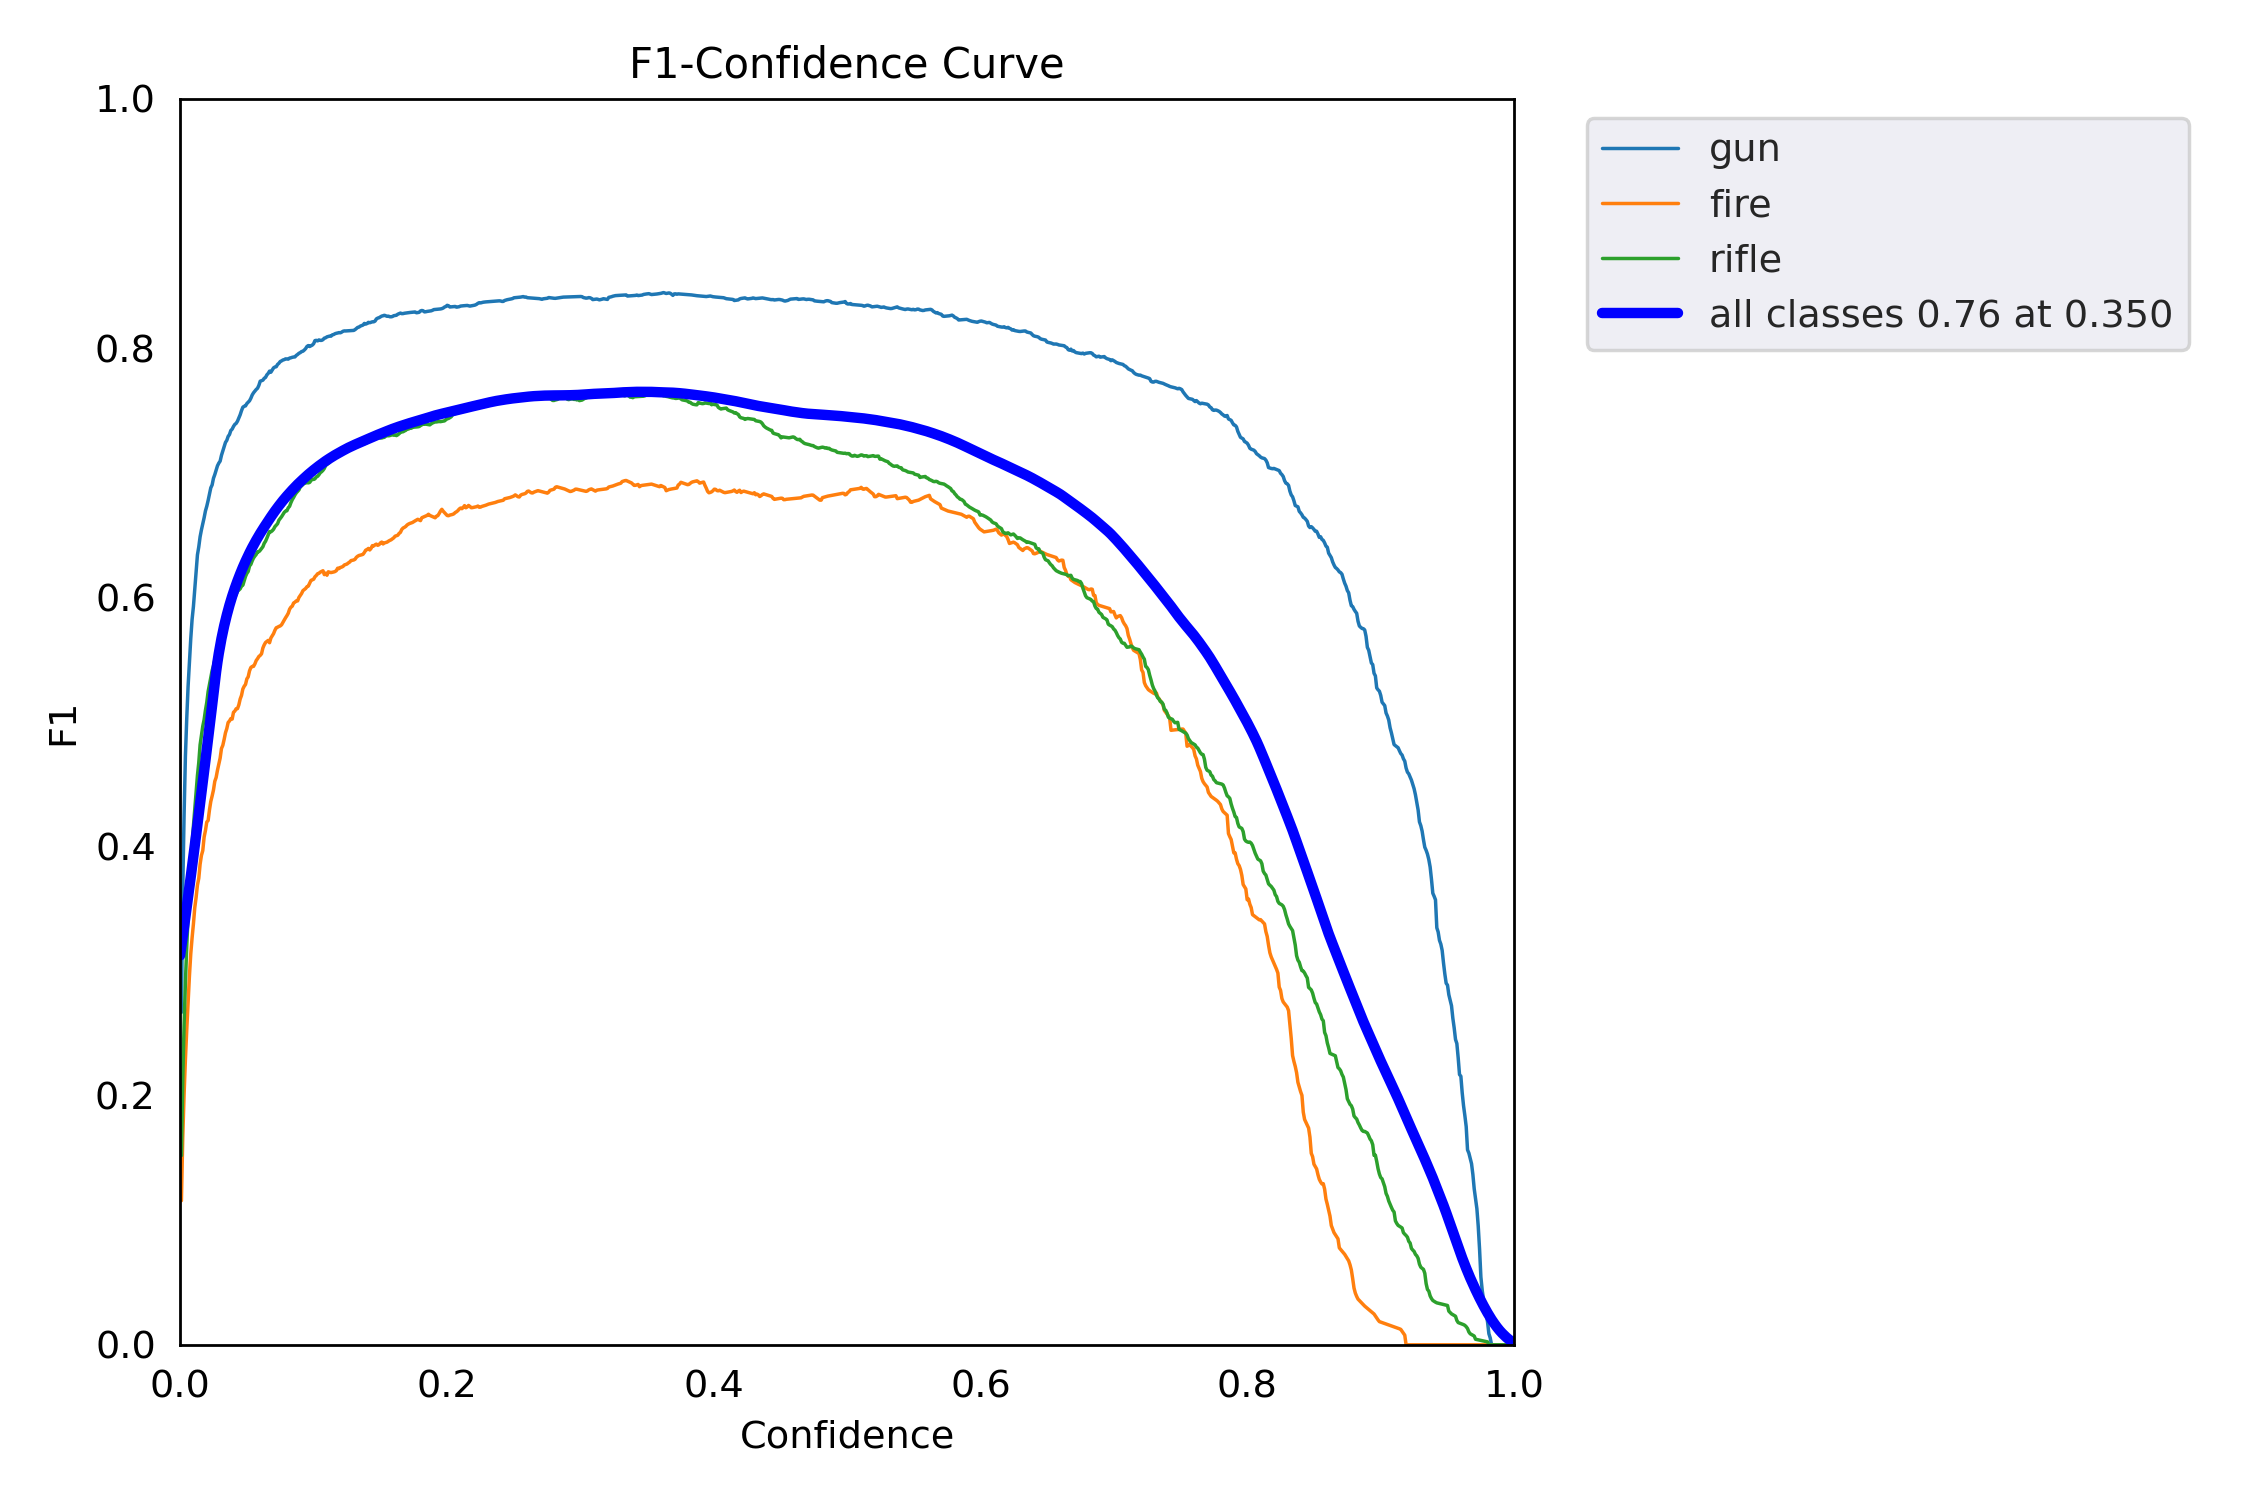 F1-Confidence Curve
1.0
0.8
0.6
0.4
0.2
0.0
F1
0.0 0.2 0.4 0.6 0.8 1.0
Confidence
gun
fire
rifle
all classes 0.76 at 0.350